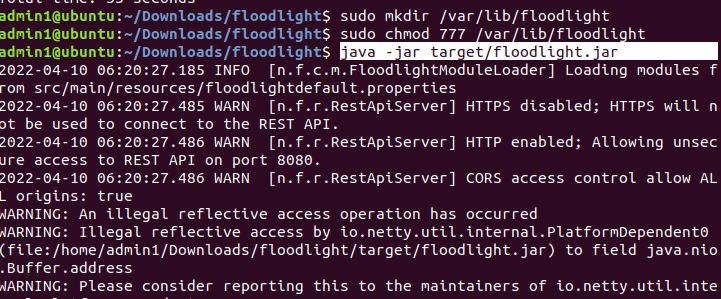 Total time: 53 seconds
admin1@ubuntu:~/Downloads/floodlight$ sudo mkdir /var/lib/floodlight
admin1@ubuntu:~/Downloads/floodlight$ sudo chmod 777 /var/lib/floodlight
admin1@ubuntu:~/Downloads/floodlight$ java -jar target/floodlight.jar
2022-04-10 06:20:27.185 INFO  [n.f.c.m.FloodlightModuleLoader] Loading modules f
rom src/main/resources/floodlightdefault.properties
2022-04-10 06:20:27.485 WARN  [n.f.r.RestApiServer] HTTPS disabled; HTTPS will n
ot be used to connect to the REST API.
2022-04-10 06:20:27.486 WARN  [n.f.r.RestApiServer] HTTP enabled; Allowing unsec
ure access to REST API on port 8080.
2022-04-10 06:20:27.486 WARN  [n.f.r.RestApiServer] CORS access control allow AL
L origins: true
WARNING: An illegal reflective access operation has occurred
WARNING: Illegal reflective access by io.netty.util.internal.PlatformDependent0
(file:/home/admin1/Downloads/floodlight/target/floodlight.jar) to field java.nio
.Buffer.address
WARNING: Please consider reporting this to the maintainers of io.netty.util.inte